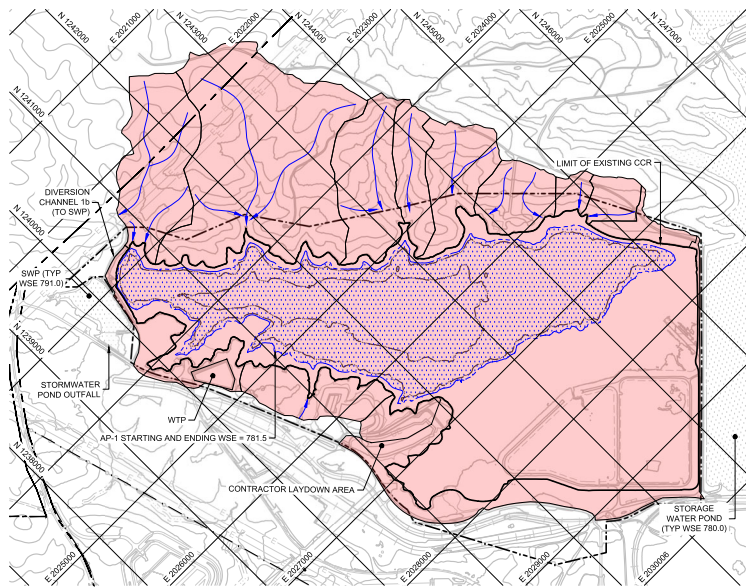 N 1242000
E 2021000
N 1243000
E 2022000
N 1244000
E 2023000
N 1245000
E 2024000
N 1246000
E 2025000
N 1247000
N 1241000
LIMIT OF EXISTING CCR
DIVERSION
CHANNEL 1b
(TO SWP)
N 1240000
SWP (TYP
WSE 791.0)
N 1239000
STORMWATER
POND OUTFALL
WTP
AP-1 STARTING AND ENDING WSE = 781.5
N 1238000
CONTRACTOR LAYDOWN AREA
STORAGE
WATER POND
(TYP WSE 780.0)
E 2025000
E 2026000
E 2027000
E 2028000
E 2029000
E 2030006